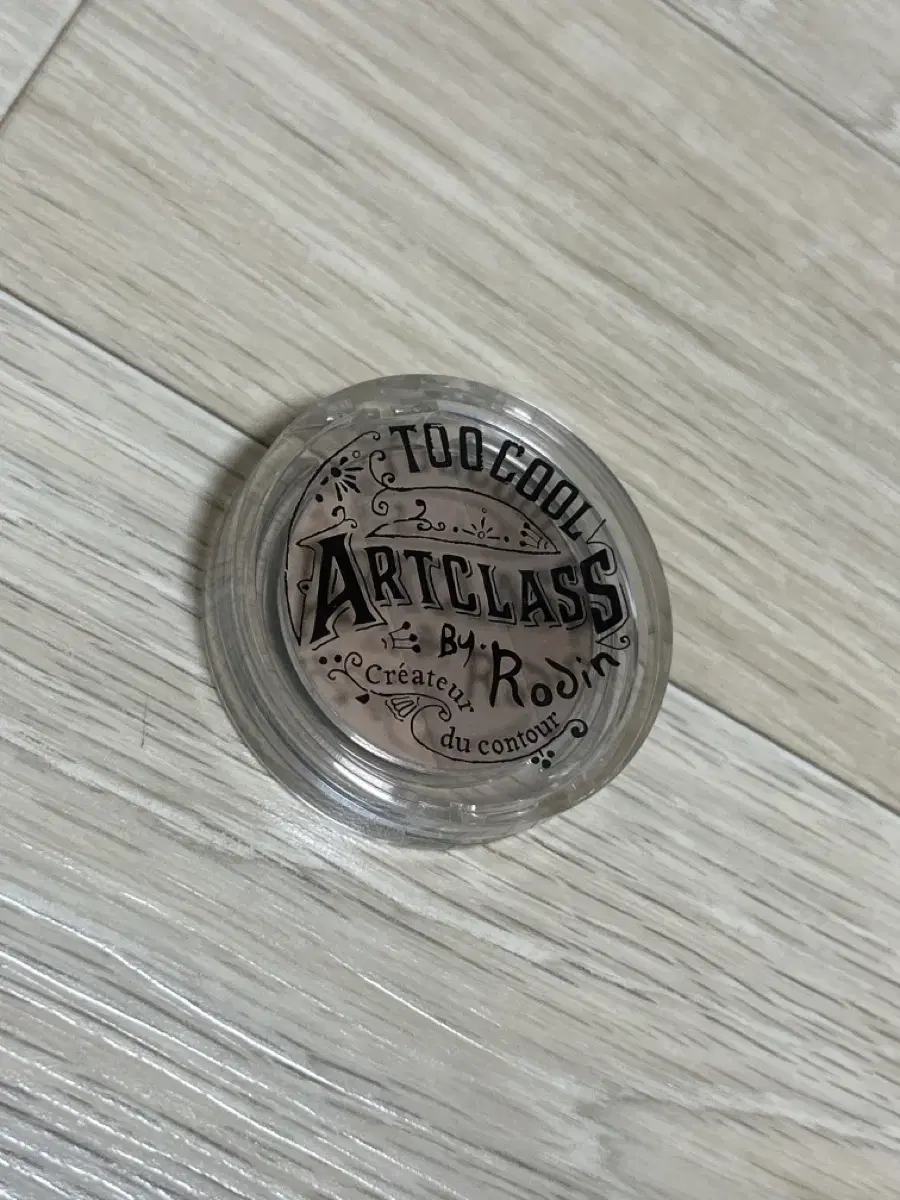 TOO COOL
ARTCLASS
By. Rodin
Créateur
du contour